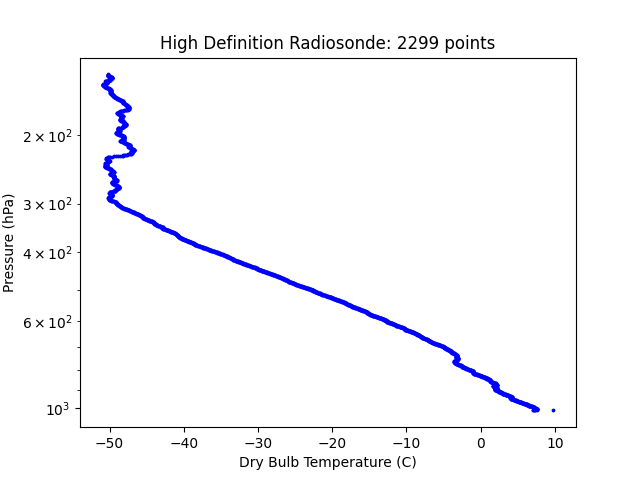 High Definition Radiosonde: 2299 points
2 × 10²
3 × 10²
4 × 10²
6 × 10²
10³
Pressure (hPa)
−50 −40 −30 −20 −10 0 10
Dry Bulb Temperature (C)